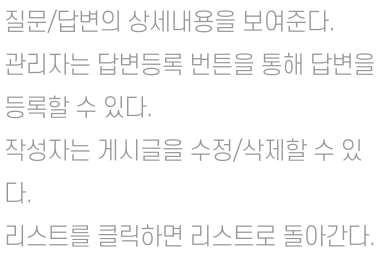 질문/답변의 상세내용을 보여준다.
관리자는 답변등록 버튼을 통해 답변을
등록할 수 있다.
작성자는 게시글을 수정/삭제할 수 있
다.
리스트를 클릭하면 리스트로 돌아간다.